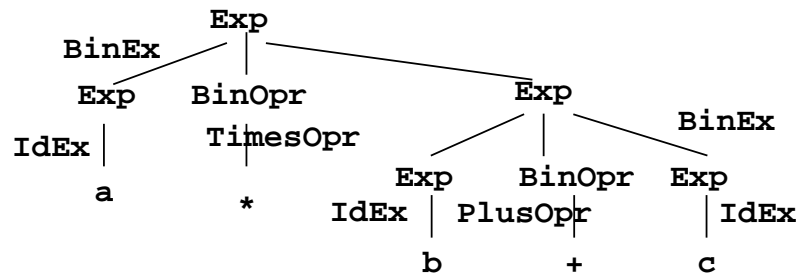 Exp
BinEx
Exp BinOpr Exp
BinEx
IdEx TimesOpr
a * Exp BinOpr Exp
IdEx PlusOpr IdEx
b + c